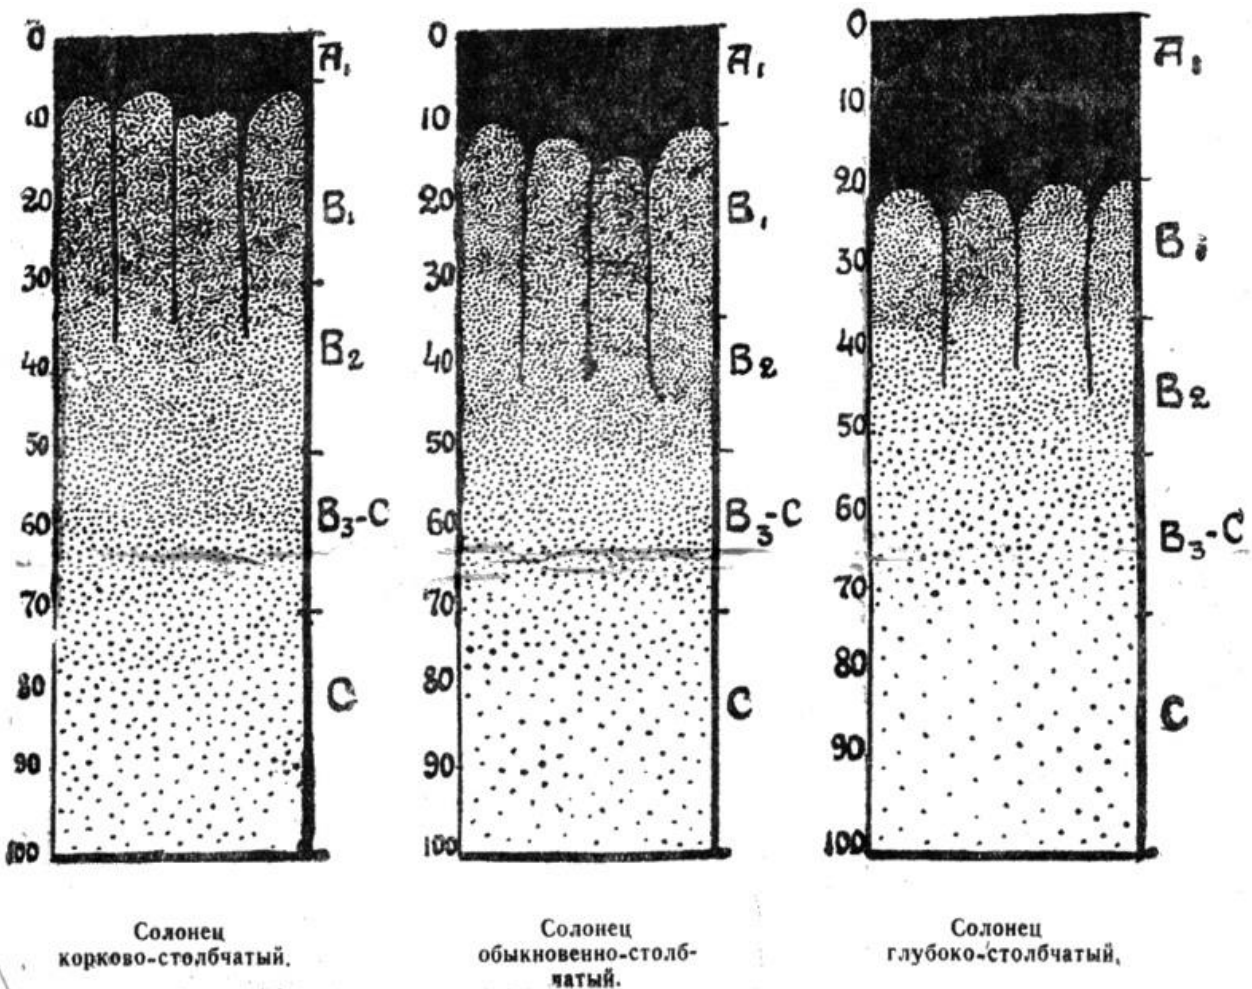 0
10
20
30
40
50
60
70
80
90
100
A₁
B₁
B₂
B₃-C
C
Солонец
корково-столбчатый.
0
10
20
30
40
50
60
70
80
90
100
A₁
B₁
B₂
B₃-C
C
Солонец
обыкновенно-столб-
чатый.
0
10
20
30
40
50
60
70
80
90
100
A₁
B₁
B₂
B₃-C
C
Солонец
глубоко-столбчатый.